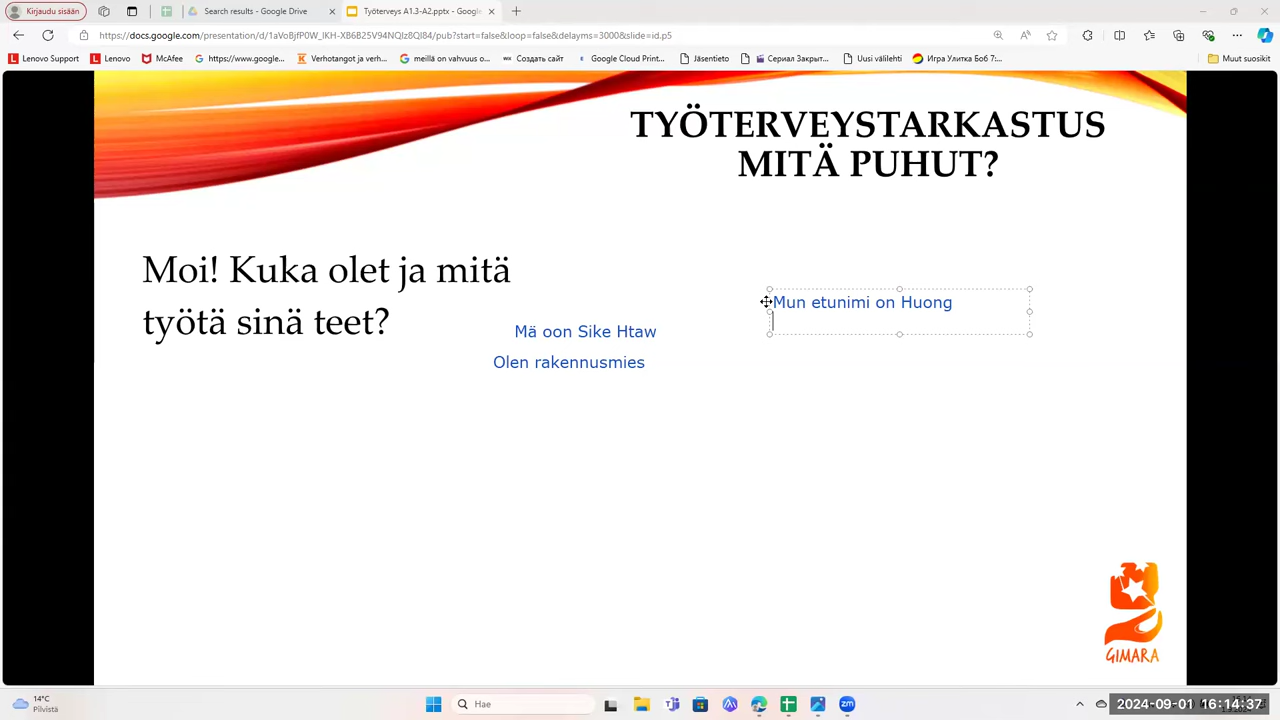 Kirjaudu sisään
Search results - Google Drive
Työterveys A1.3-A2.pptx - Googl
https://docs.google.com/presentation/d/1aVoBjfP0W_lKH-XB6B25V94NQlz8Ql84/pub?start=false&loop=false&delayms=3000&slide=id.p5
Lenovo Support
Lenovo
McAfee
https://www.google...
Verhotangot ja verh...
meillä on vahvuus o...
Создать сайт
Google Cloud Print...
Jäsentieto
Сериал Закрыт...
Uusi välilehti
Игра Улитка Боб 7:...
Muut suosikit
TYÖTERVEYSTARKASTUS
MITÄ PUHUT?
Moi! Kuka olet ja mitä
työtä sinä teet?
Mun etunimi on Huong
Mä oon Sike Htaw
Olen rakennusmies
GIMARA
14°C
Pilvistä
Hae
2024-09-01 16:14:37